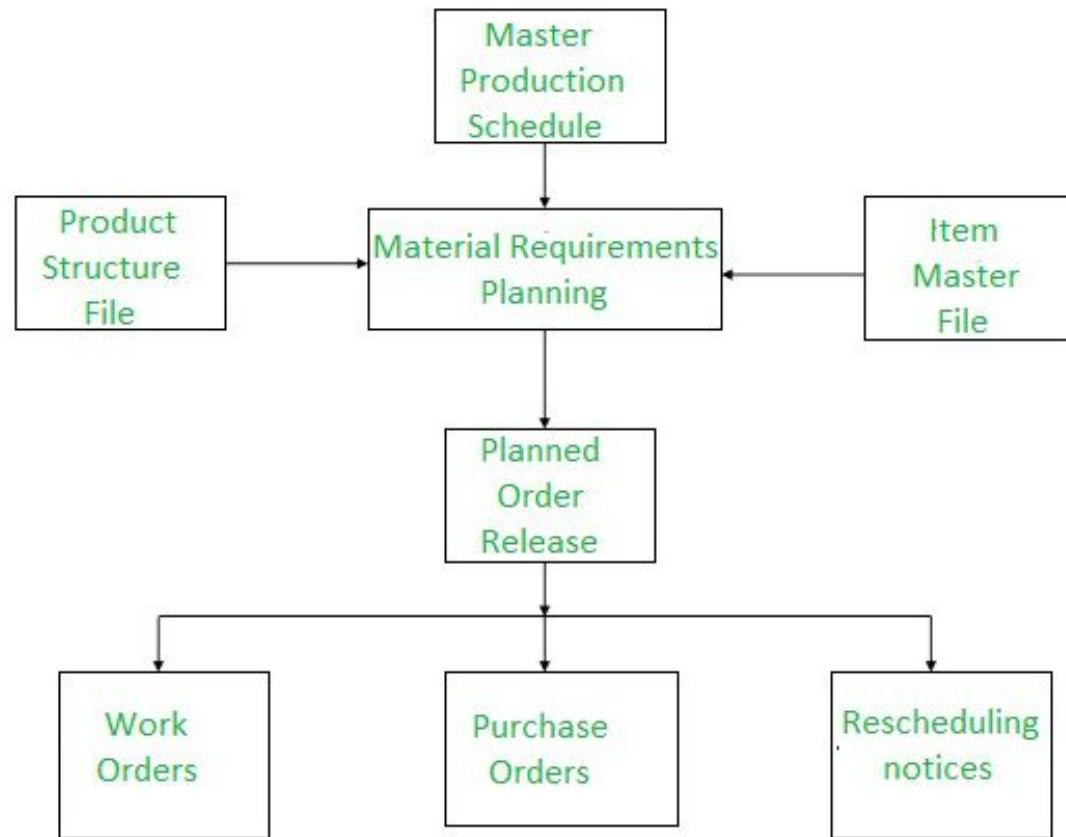 Master
Production
Schedule
Product
Structure
File
Material Requirements
Planning
Item
Master
File
Planned
Order
Release
Work
Orders
Purchase
Orders
Rescheduling
notices